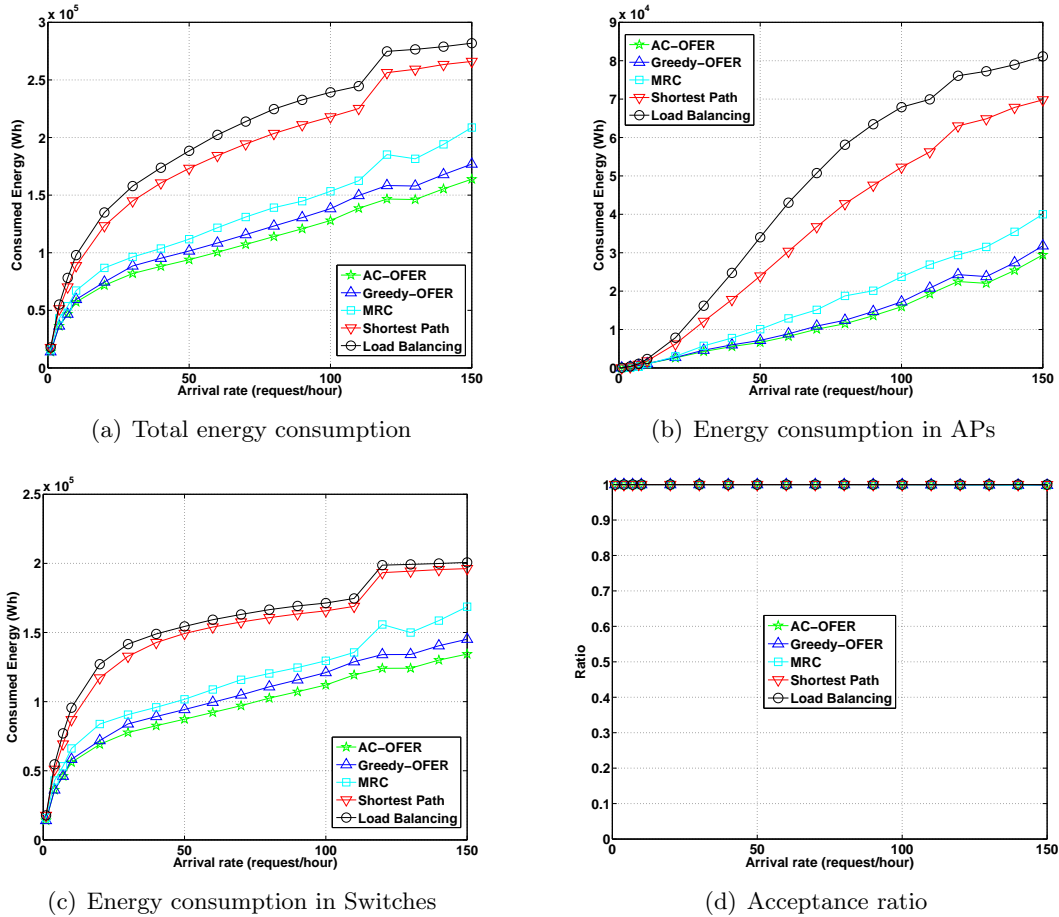 x 10^5
3
2.5
2
1.5
1
0.5
0
Consumed Energy (Wh)
AC-OFER
Greedy-OFER
MRC
Shortest Path
Load Balancing
0 50 100 150
Arrival rate (request/hour)
(a) Total energy consumption
x 10^4
9
8
7
6
5
4
3
2
1
0
Consumed Energy (Wh)
AC-OFER
Greedy-OFER
MRC
Shortest Path
Load Balancing
0 50 100 150
Arrival rate (request/hour)
(b) Energy consumption in APs
x 10^5
2.5
2
1.5
1
0.5
0
Consumed Energy (Wh)
AC-OFER
Greedy-OFER
MRC
Shortest Path
Load Balancing
0 50 100 150
Arrival rate (request/hour)
(c) Energy consumption in Switches
1
0.9
0.8
0.7
0.6
0.5
0.4
0.3
0.2
0.1
0
Ratio
AC-OFER
Greedy-OFER
MRC
Shortest Path
Load Balancing
0 50 100 150
Arrival rate (request/hour)
(d) Acceptance ratio